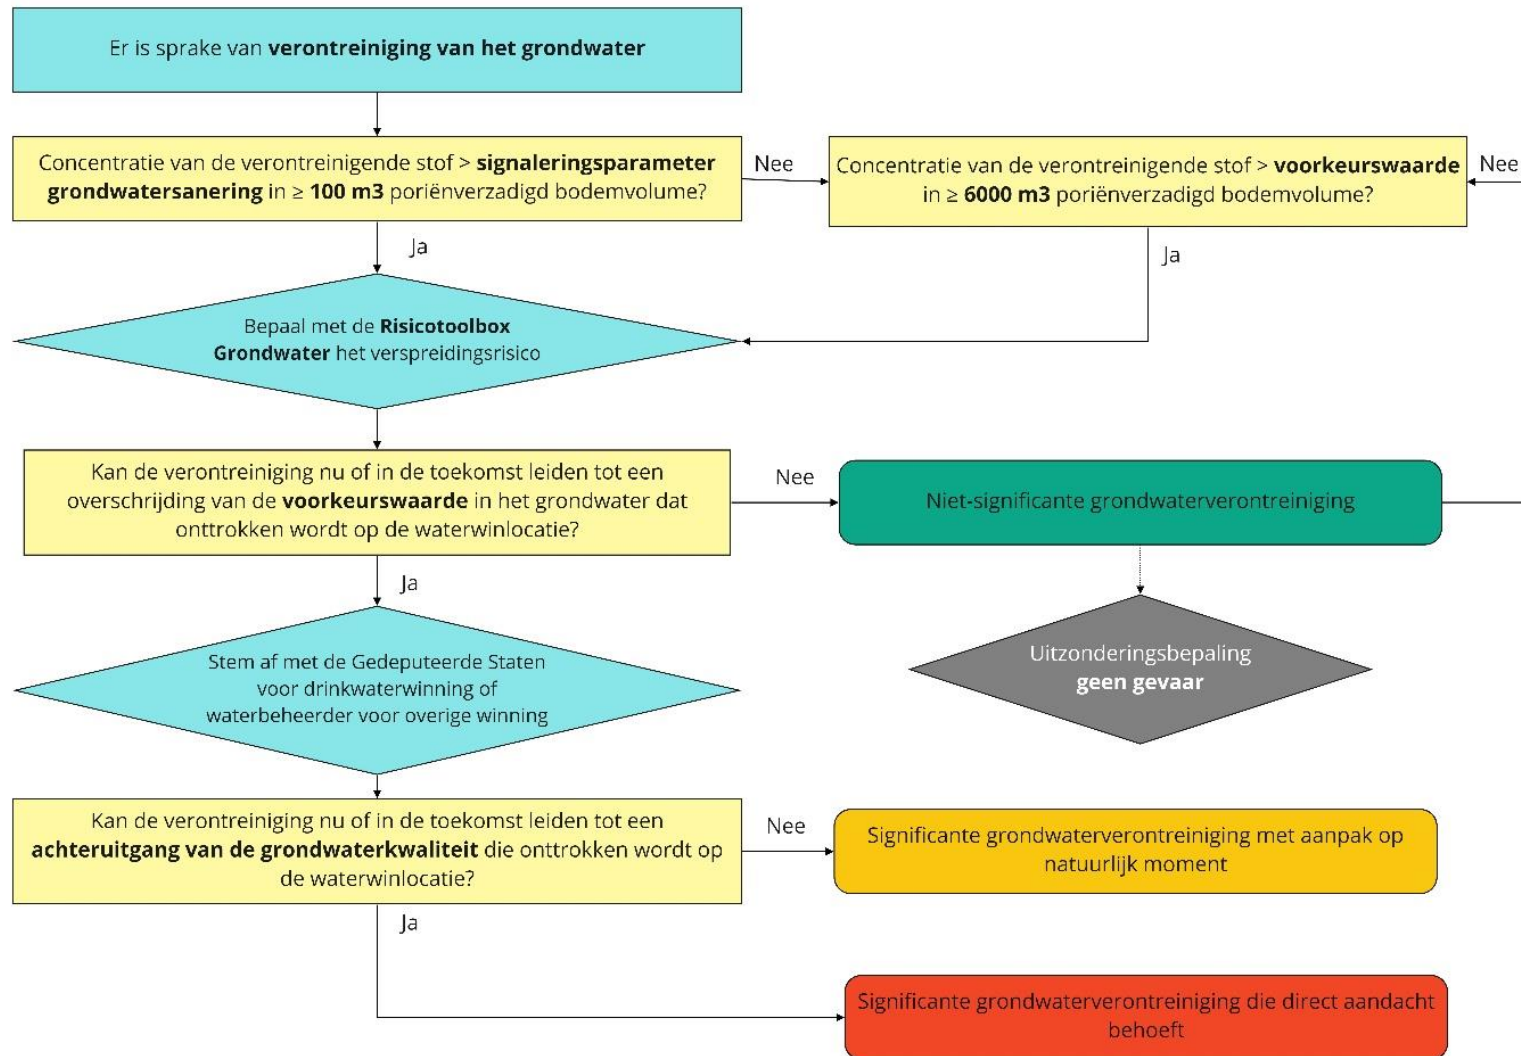 Er is sprake van verontreiniging van het grondwater
Concentratie van de verontreinigende stof > signaleringsparameter
grondwatersanering in ≥ 100 m3 poriënverzadigd bodemvolume?
Nee
Concentratie van de verontreinigende stof > voorkeurswaarde
in ≥ 6000 m3 poriënverzadigd bodemvolume?
Nee
Ja
Ja
Bepaal met de Risicotoolbox
Grondwater het verspreidingsrisico
Kan de verontreiniging nu of in de toekomst leiden tot een
overschrijding van de voorkeurswaarde in het grondwater dat
onttrokken wordt op de waterwinlocatie?
Nee
Niet-significante grondwaterverontreiniging
Ja
Stem af met de Gedeputeerde Staten
voor drinkwaterwinning of
waterbeheerder voor overige winning
Uitzonderingsbepaling
geen gevaar
Kan de verontreiniging nu of in de toekomst leiden tot een
achteruitgang van de grondwaterkwaliteit die onttrokken wordt op
de waterwinlocatie?
Nee
Significante grondwaterverontreiniging met aanpak op
natuurlijk moment
Ja
Significante grondwaterverontreiniging die direct aandacht
behoeft